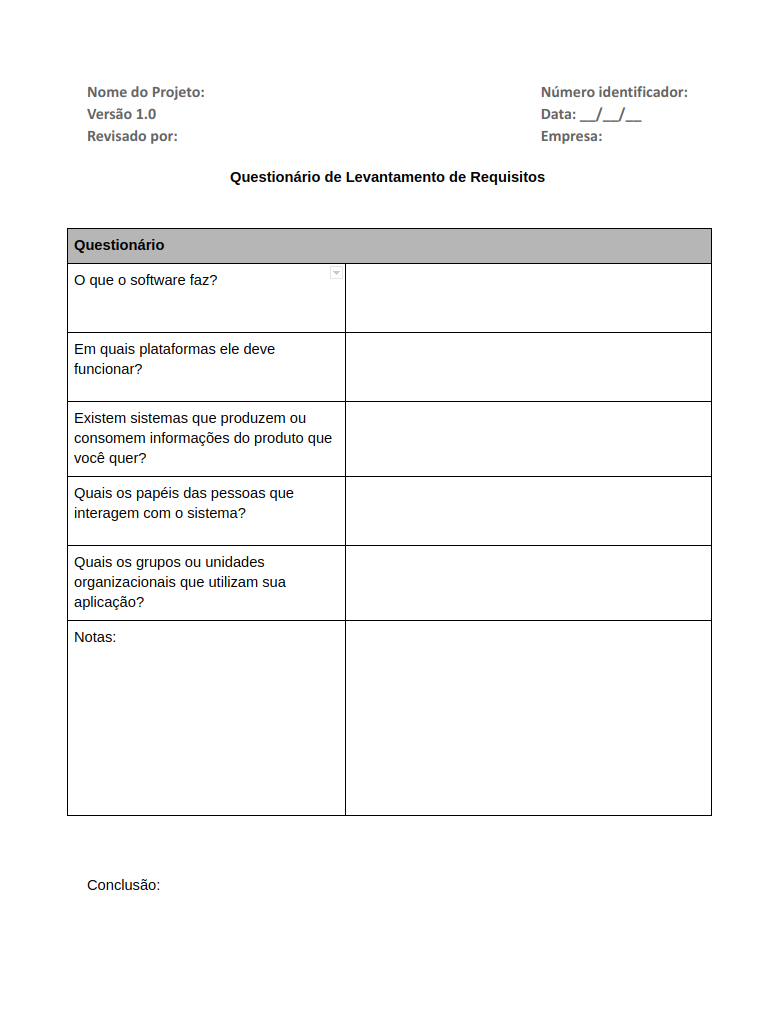 Nome do Projeto:
Número identificador:
Versão 1.0
Data: __/__/__
Revisado por:
Empresa:
Questionário de Levantamento de Requisitos
Questionário
O que o software faz?
Em quais plataformas ele deve
funcionar?
Existem sistemas que produzem ou
consomem informações do produto que
você quer?
Quais os papéis das pessoas que
interagem com o sistema?
Quais os grupos ou unidades
organizacionais que utilizam sua
aplicação?
Notas:
Conclusão: